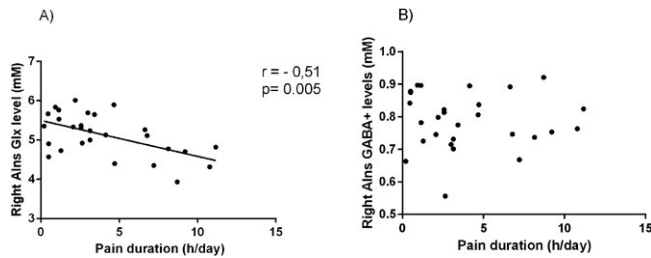 A)
r = - 0,51
p= 0.005
Right AIns Glx level (mM)
7
6
5
4
3
0
5
10
15
Pain duration (h/day)
B)
Right AIns GABA+ levels (mM)
1.0
0.9
0.8
0.7
0.6
0.5
0
5
10
15
Pain duration (h/day)